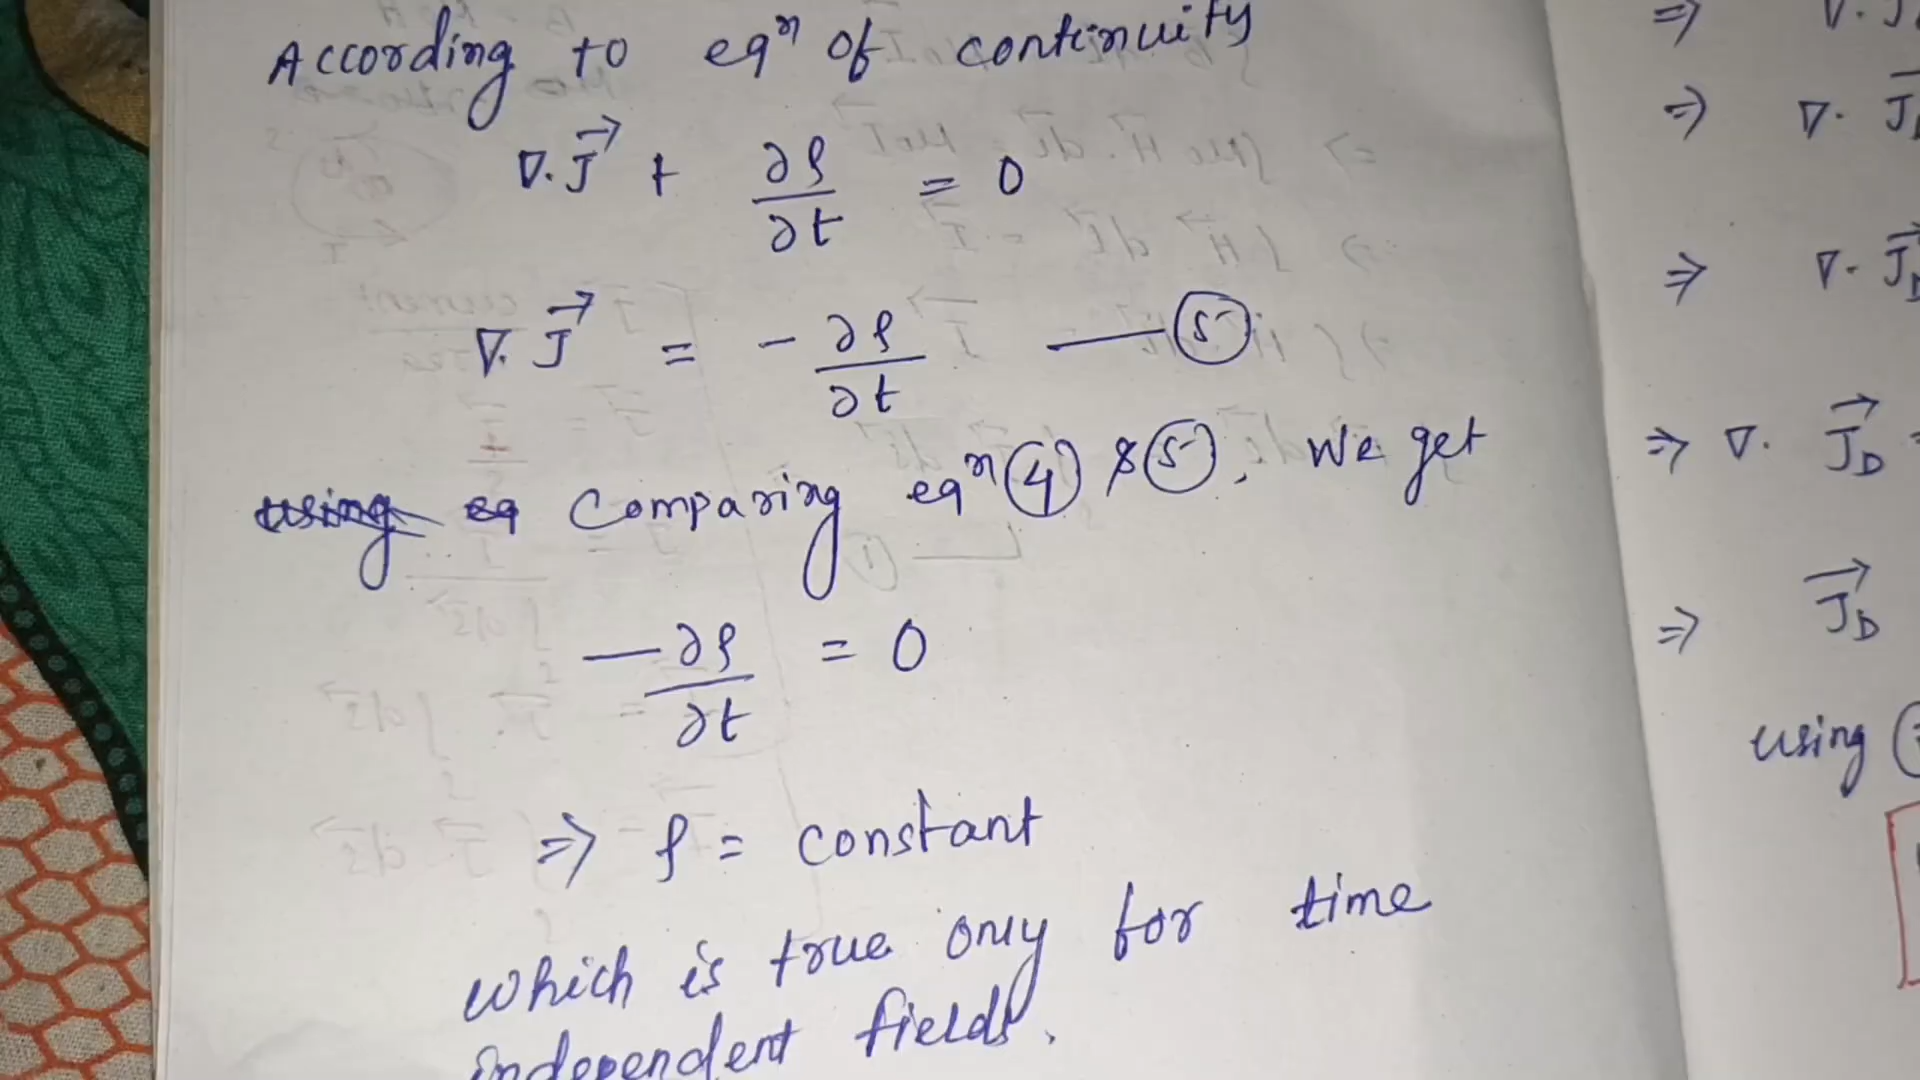 According to eqⁿ of continuity
∇.J⃗ + ∂ρ/∂t = 0
∇.J⃗ = - ∂ρ/∂t —⑤
using eq Comparing eqⁿ ④ & ⑤, We get
- ∂ρ/∂t = 0
⇒ ρ = constant
which is true only for time
independent fields.
⇒ ∇.J
⇒ ∇. J⃗
⇒ ∇. J⃗D
⇒ ∇. J⃗D =
⇒ J⃗D
using